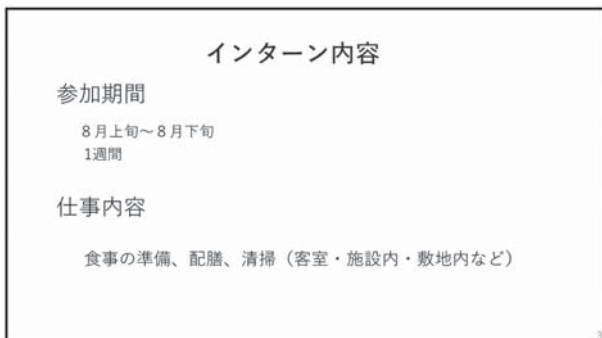 インターン内容
参加期間
8月上旬～8月下旬
1週間
仕事内容
食事の準備、配膳、清掃（客室・施設内・敷地内など）
3